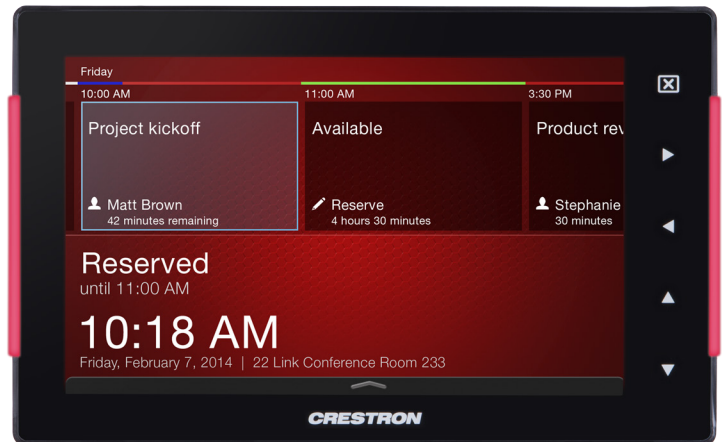 Friday
10:00 AM
11:00 AM
3:30 PM
Project kickoff
Available
Product rev
Matt Brown
Reserve
Stephanie
42 minutes remaining
4 hours 30 minutes
30 minutes
Reserved
until 11:00 AM
10:18 AM
Friday, February 7, 2014 | 22 Link Conference Room 233
CRESTRON